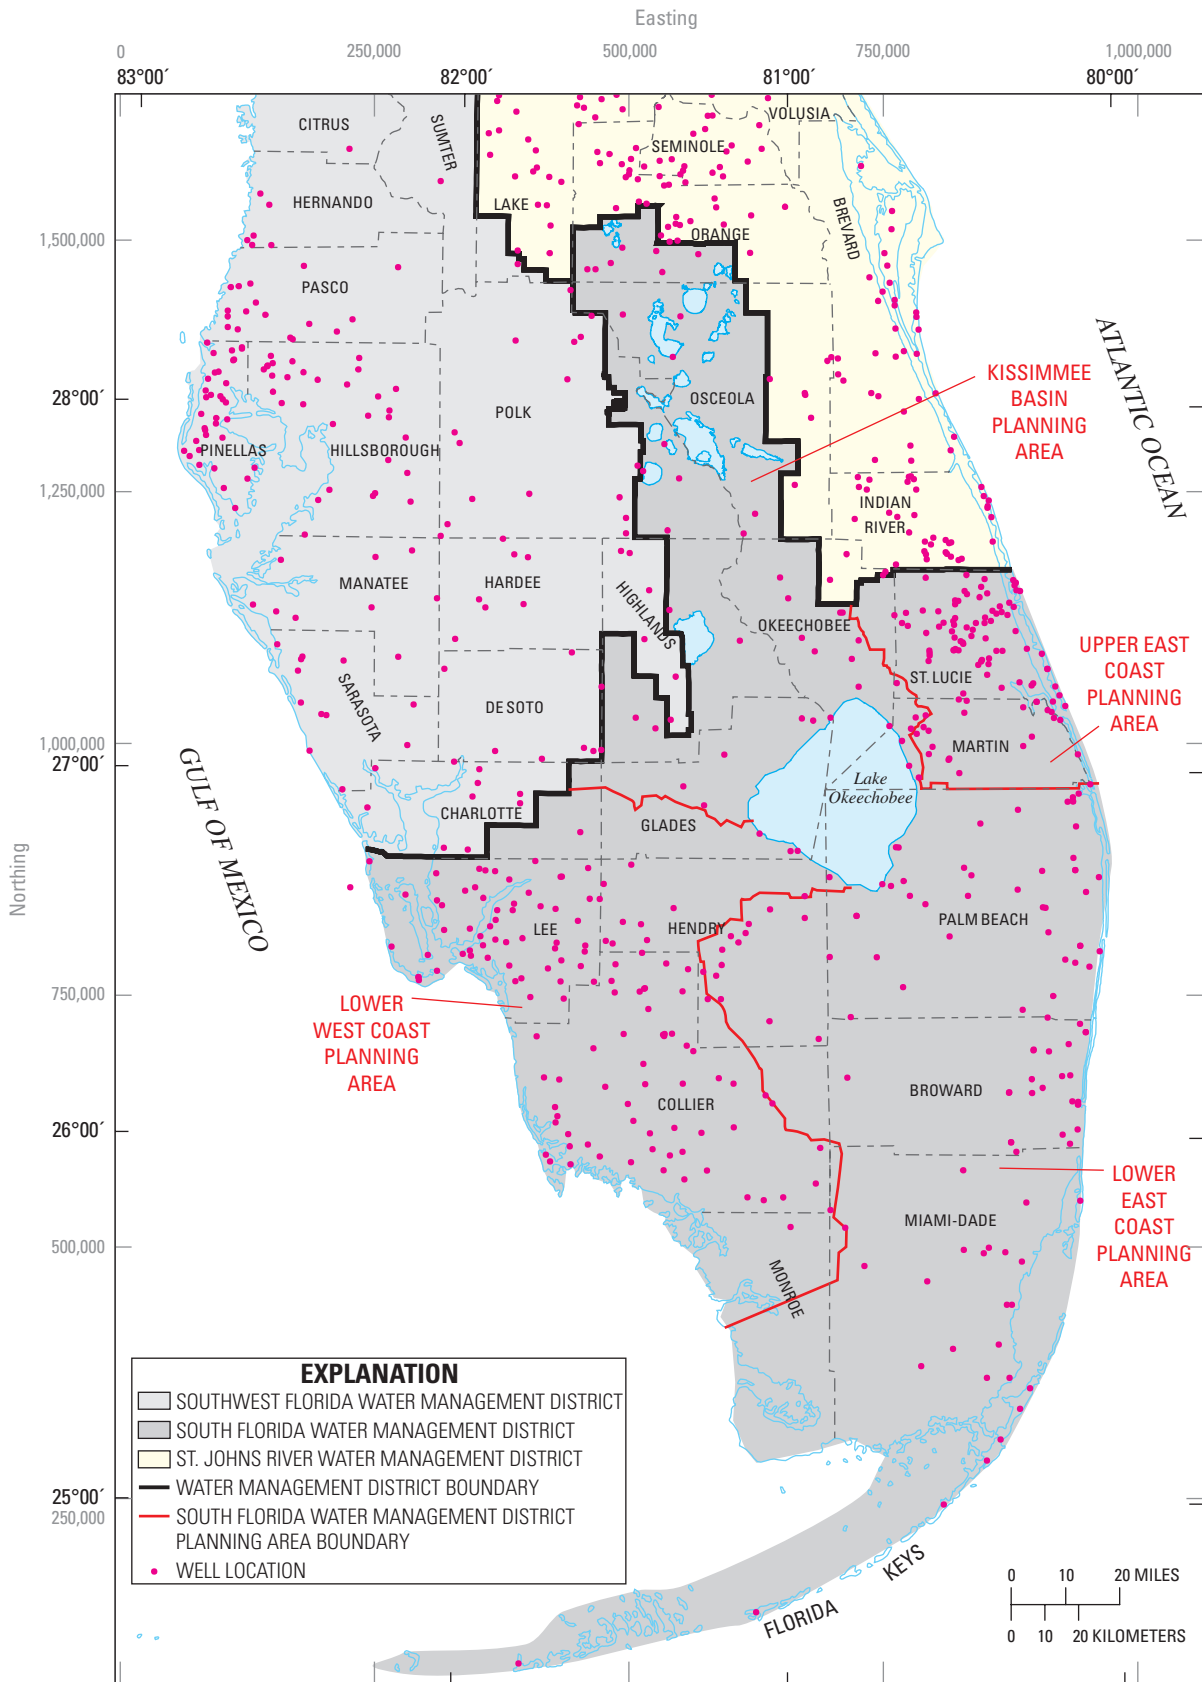 Easting
0 250,000 500,000 750,000 1,000,000
83°00´ 82°00´ 81°00´ 80°00´
VOLUSIA
CITRUS
SUMTER
SEMINOLE
HERNANDO
LAKE
BREVARD
ORANGE
1,500,000
PASCO
ATLANTIC OCEAN
KISSIMMEE
BASIN
PLANNING
AREA
28°00´
OSCEOLA
POLK
PINELLAS
HILLSBOROUGH
1,250,000
INDIAN
RIVER
MANATEE
HARDEE
HIGHLANDS
OKEECHOBEE
UPPER EAST
COAST
PLANNING
AREA
ST. LUCIE
SARASOTA
DE SOTO
1,000,000
MARTIN
27°00´
Lake
Okeechobee
GULF OF MEXICO
CHARLOTTE
GLADES
Northing
PALM BEACH
LEE
HENDRY
750,000
LOWER
WEST COAST
PLANNING
AREA
BROWARD
COLLIER
26°00´
LOWER
EAST
COAST
PLANNING
AREA
MIAMI-DADE
500,000
MONROE
EXPLANATION
SOUTHWEST FLORIDA WATER MANAGEMENT DISTRICT
SOUTH FLORIDA WATER MANAGEMENT DISTRICT
ST. JOHNS RIVER WATER MANAGEMENT DISTRICT
WATER MANAGEMENT DISTRICT BOUNDARY
SOUTH FLORIDA WATER MANAGEMENT DISTRICT
PLANNING AREA BOUNDARY
WELL LOCATION
25°00´
250,000
FLORIDA KEYS
0 10 20 MILES
0 10 20 KILOMETERS